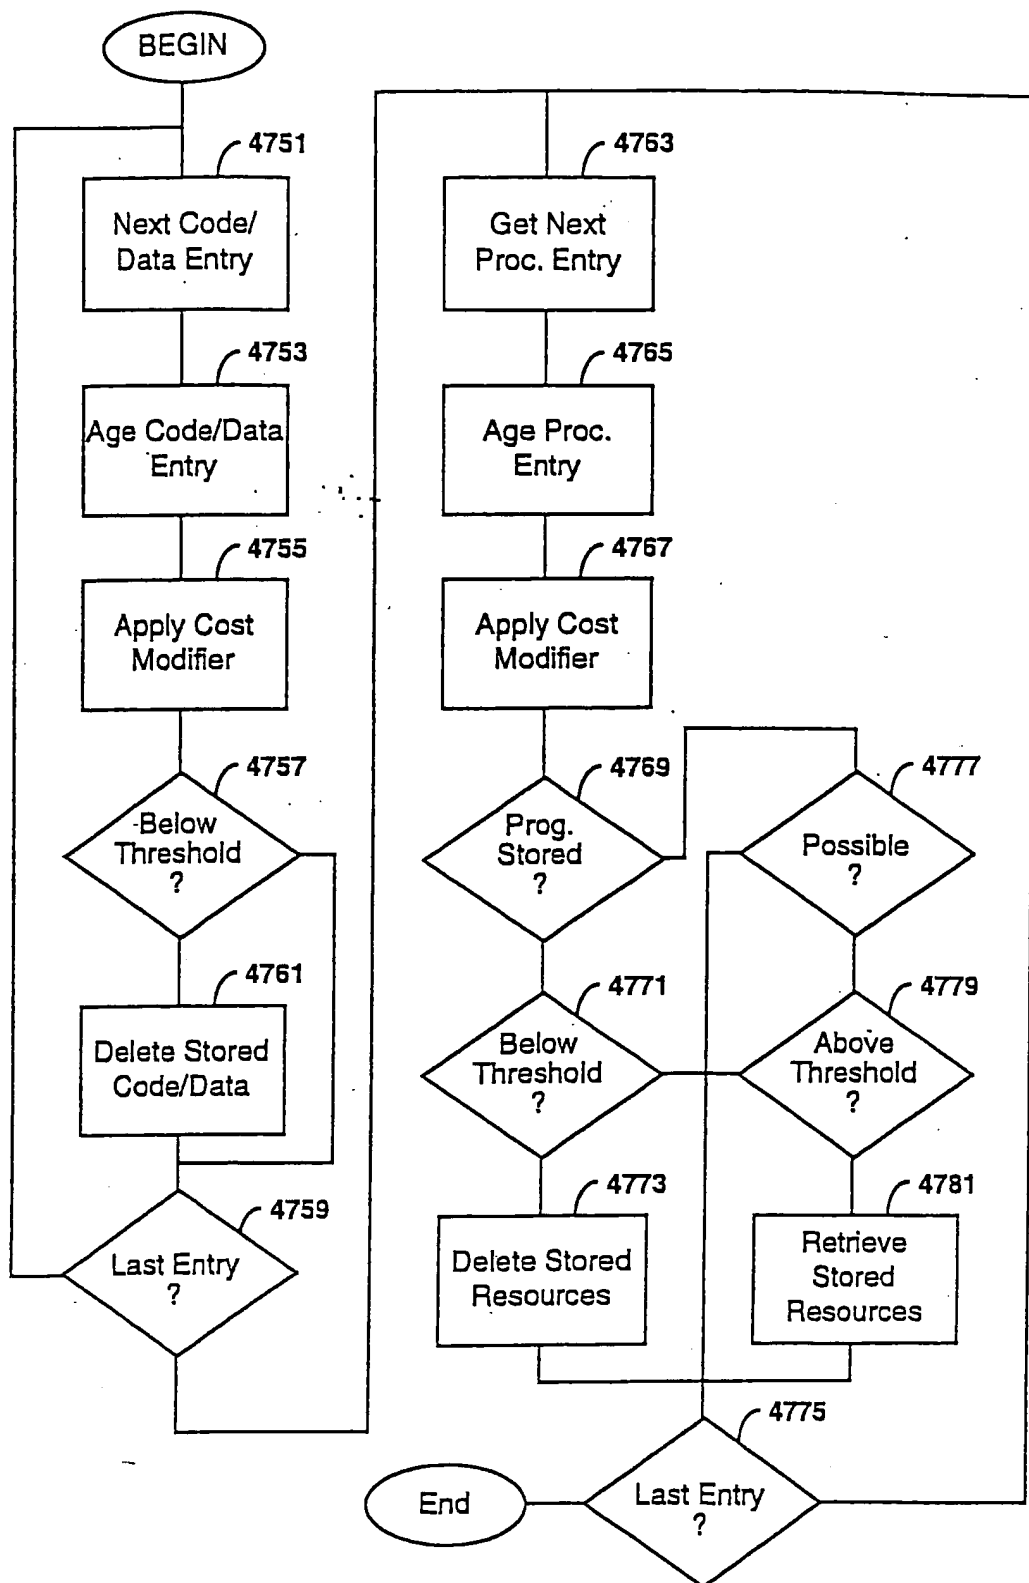 BEGIN
4751
Next Code/
Data Entry
4753
Age Code/Data
Entry
4755
Apply Cost
Modifier
4757
Below
Threshold
?
4761
Delete Stored
Code/Data
4759
Last Entry
?
4763
Get Next
Proc. Entry
4765
Age Proc.
Entry
4767
Apply Cost
Modifier
4769
Prog.
Stored
?
4777
Possible
?
4771
Below
Threshold
?
4779
Above
Threshold
?
4773
Delete Stored
Resources
4781
Retrieve
Stored
Resources
4775
Last Entry
?
End